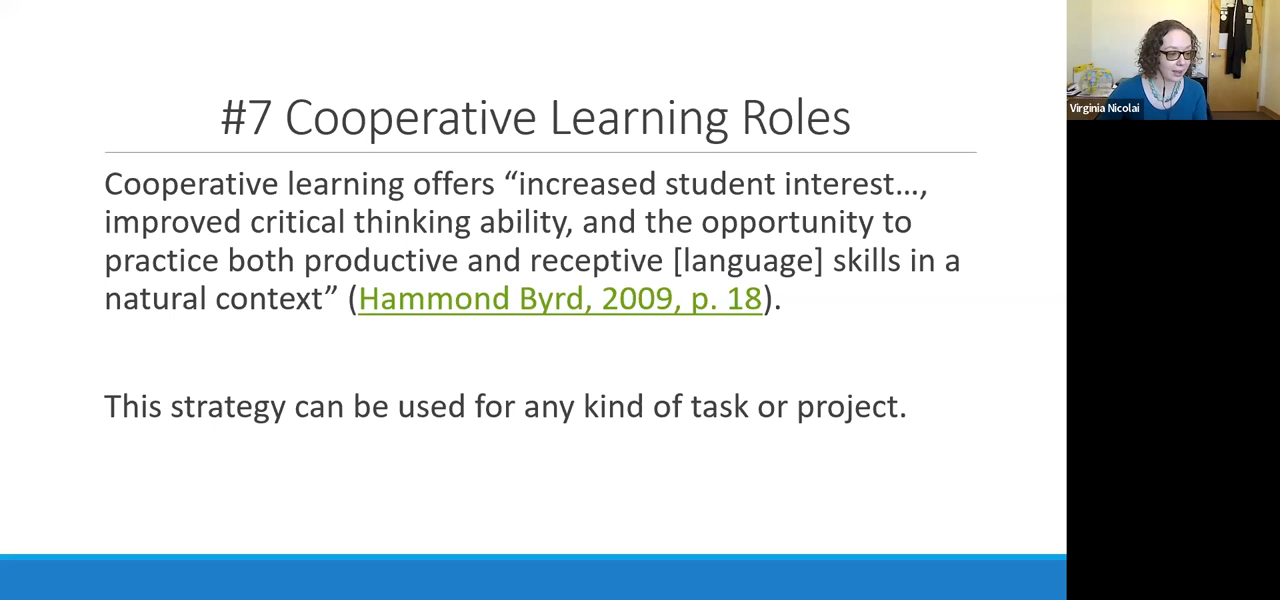 #7 Cooperative Learning Roles
Cooperative learning offers “increased student interest…,
improved critical thinking ability, and the opportunity to
practice both productive and receptive [language] skills in a
natural context” (Hammond Byrd, 2009, p. 18).
This strategy can be used for any kind of task or project.
Virginia Nicolai